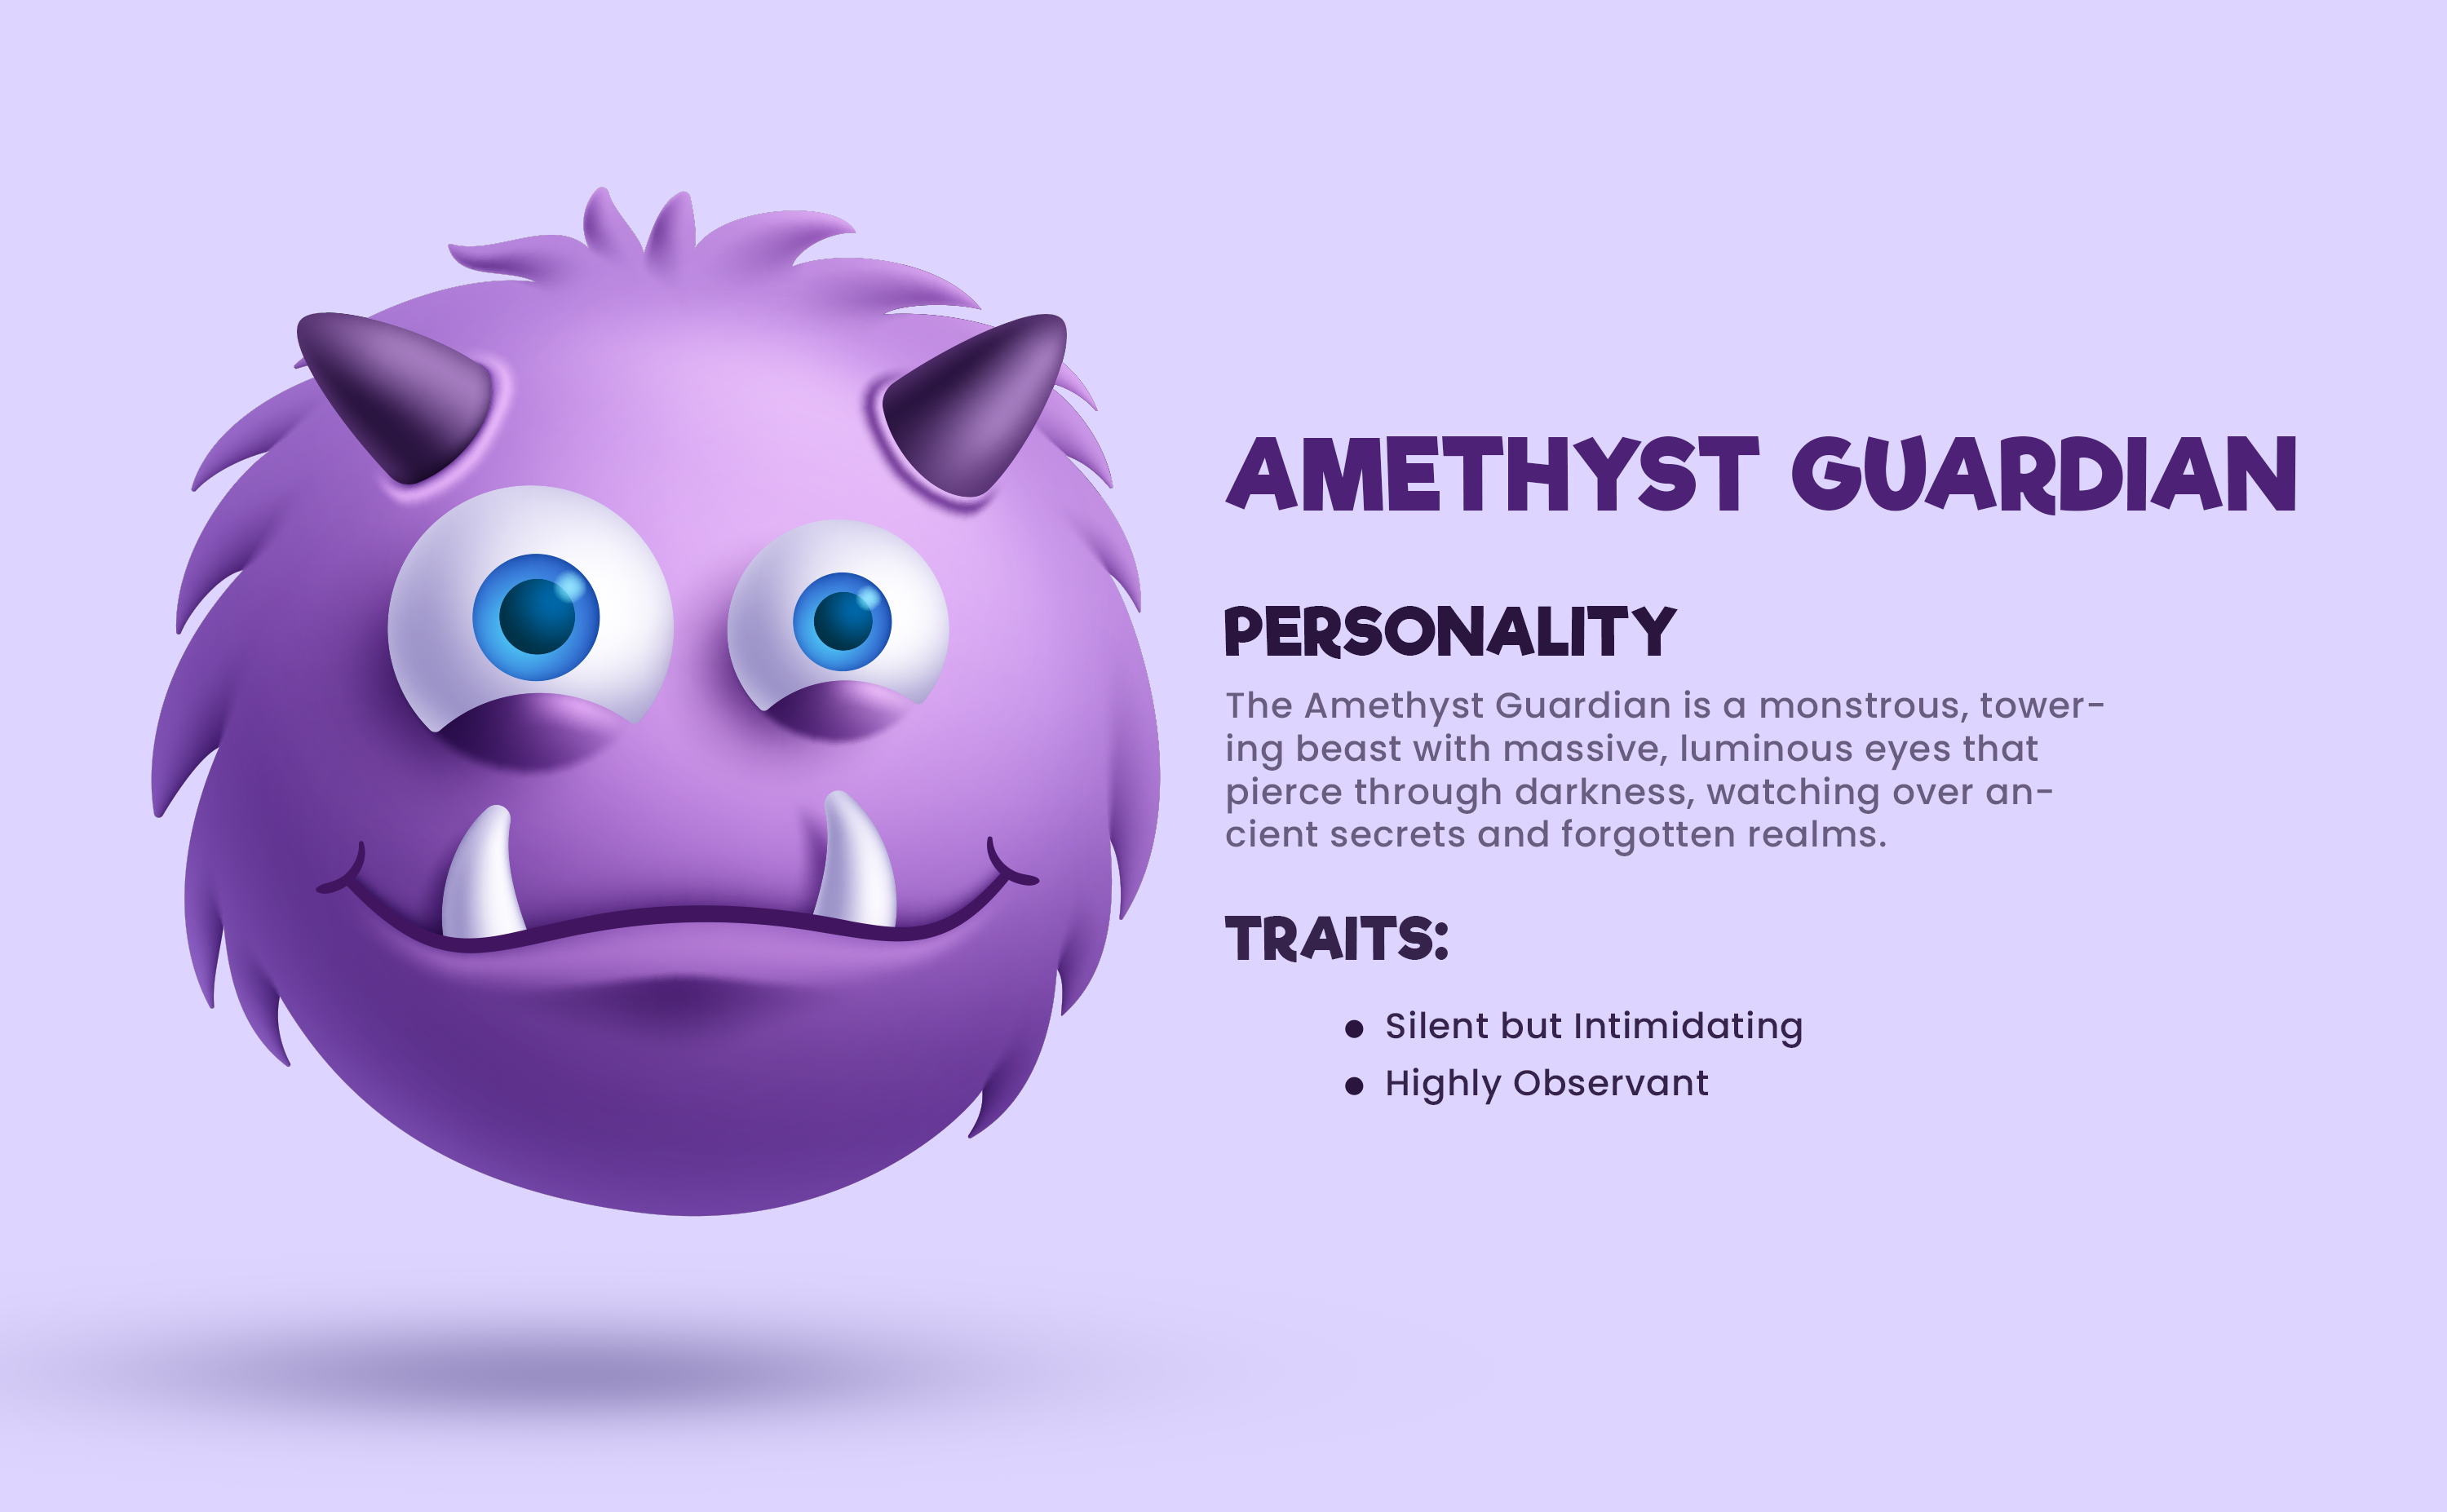 AMETHYST GUARDIAN
PERSONALITY
The Amethyst Guardian is a monstrous, tower-
ing beast with massive, luminous eyes that
pierce through darkness, watching over an-
cient secrets and forgotten realms.
TRAITS:
● Silent but Intimidating
● Highly Observant